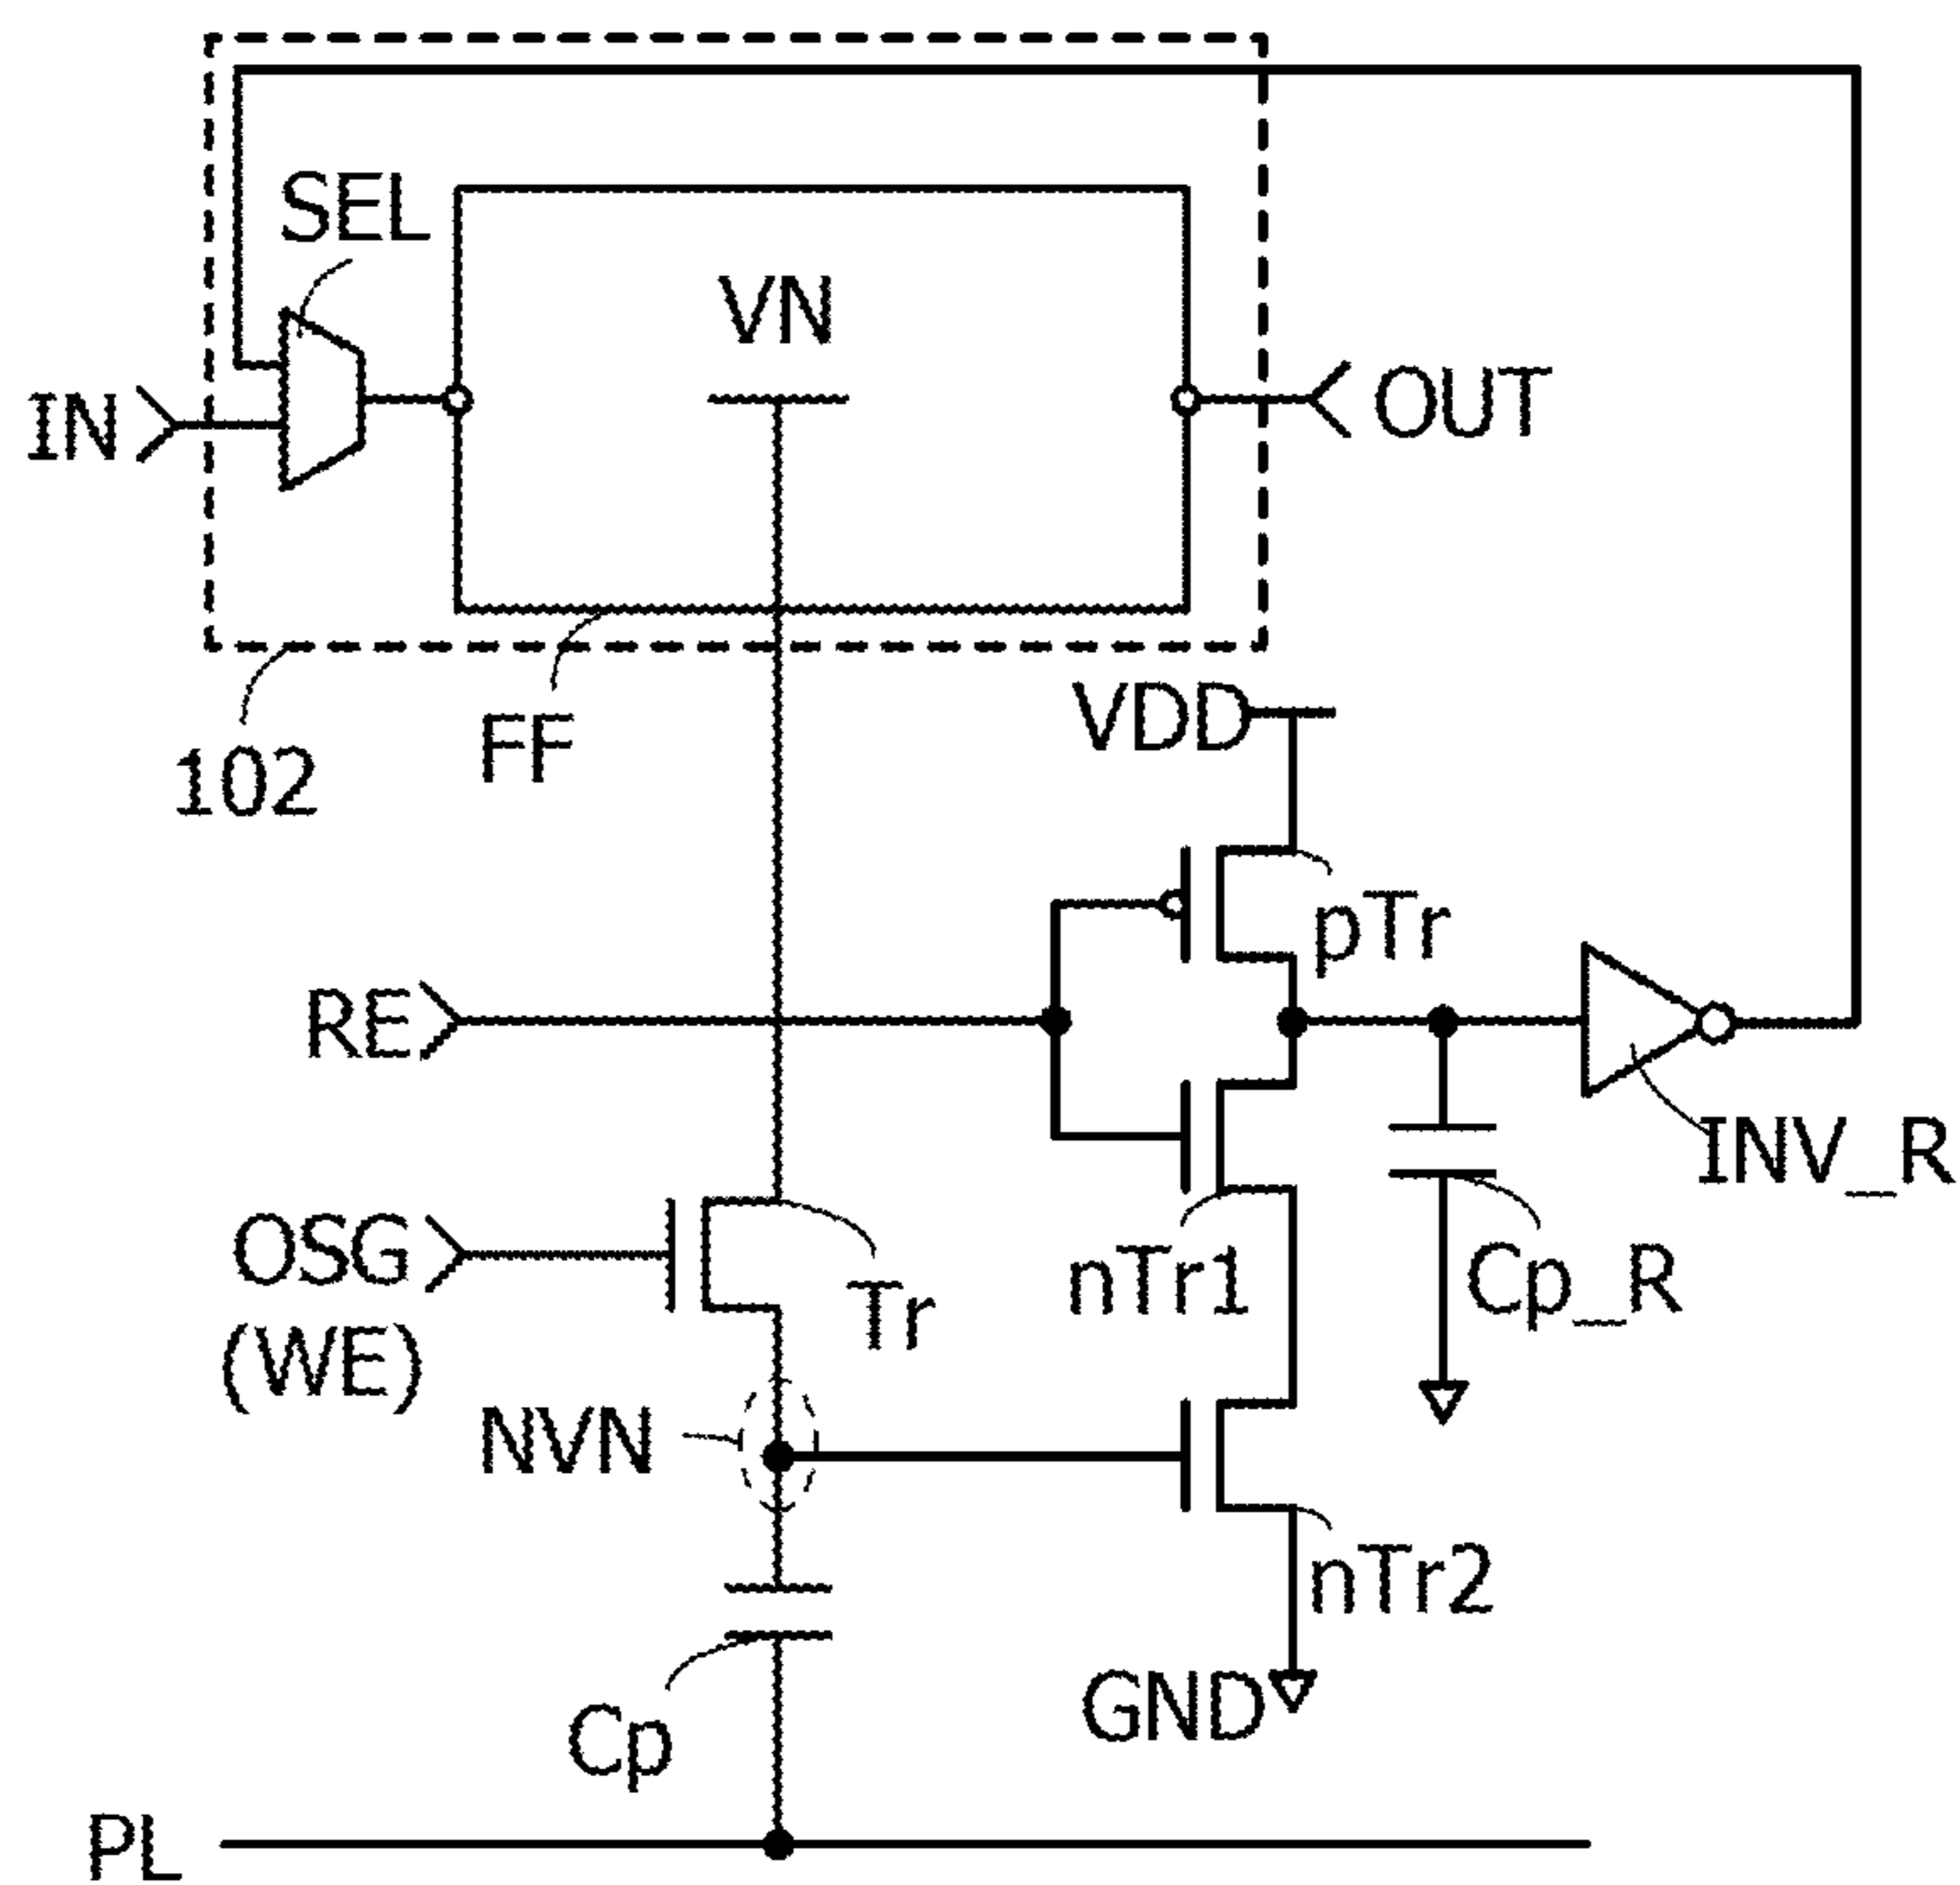 SEL
VN
IN
OUT
FF
102
VDD
pTr
RE
INV_R
OSG
(WE)
Tr
nTr1
Cp_R
NVN
nTr2
Cp
GND
PL